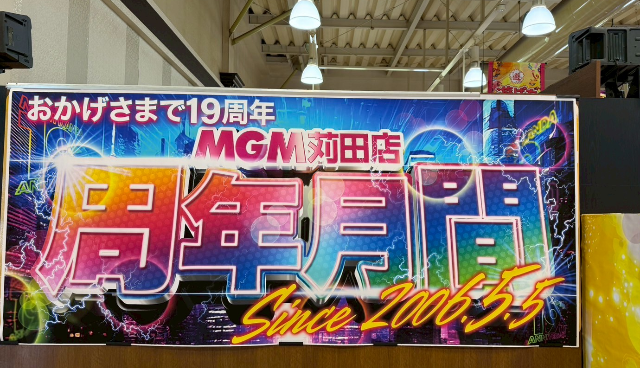 おかげさまで19周年
MGM苅田店
周年月間
Since 2006.5.5